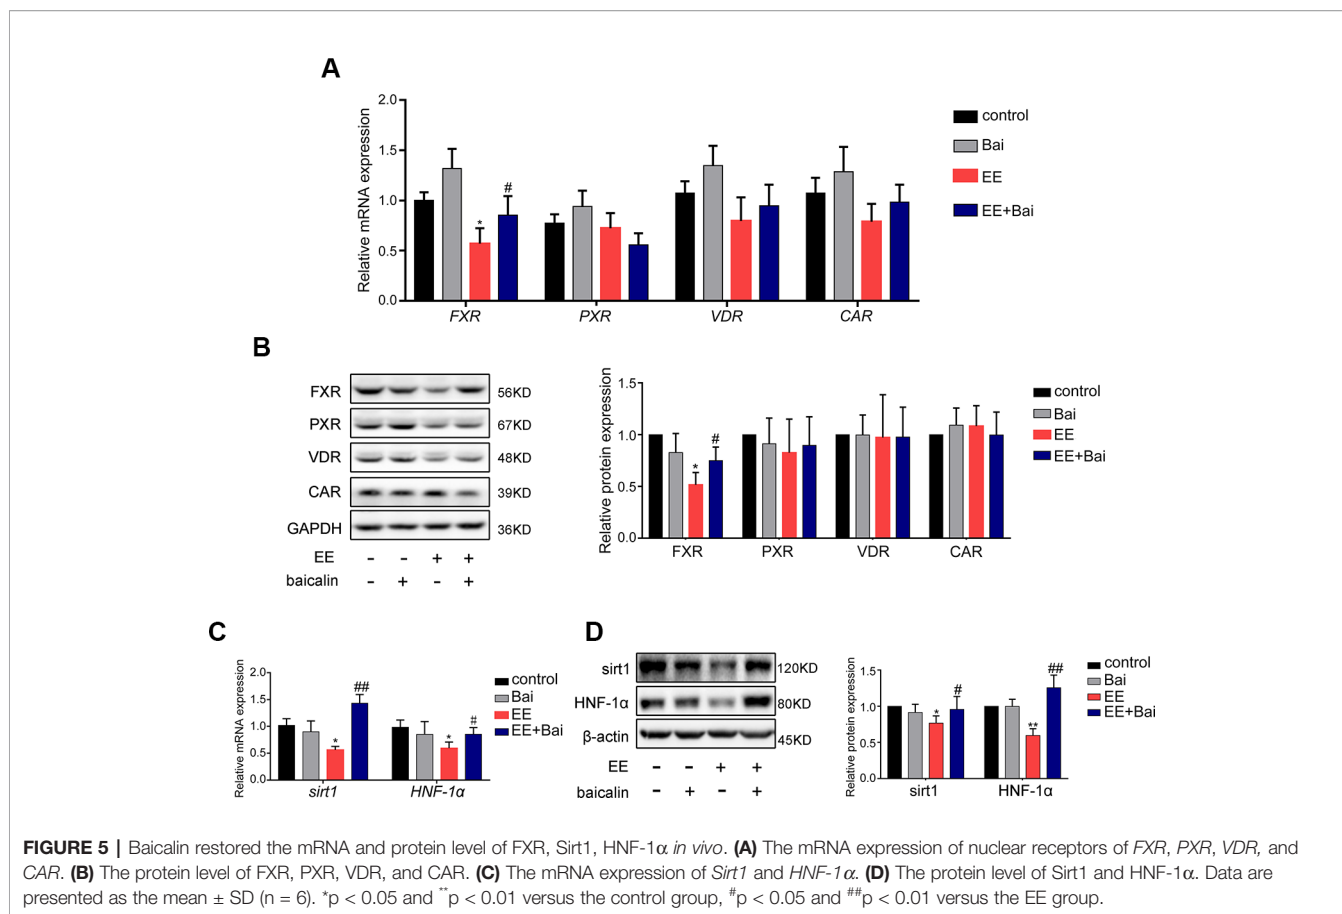 A
Relative mRNA expression
2.0
1.5
1.0
0.5
0.0
*
#
FXR
PXR
VDR
CAR
control
Bai
EE
EE+Bai
B
FXR 56KD
PXR 67KD
VDR 48KD
CAR 39KD
GAPDH 36KD
EE - - + +
baicalin - + - +
Relative protein expression
1.5
1.0
0.5
0.0
*
#
FXR
PXR
VDR
CAR
control
Bai
EE
EE+Bai
C
Relative mRNA expression
2.0
1.5
1.0
0.5
0.0
*
##
*
#
sirt1
HNF-1α
control
Bai
EE
EE+Bai
D
sirt1 120KD
HNF-1α 80KD
β-actin 45KD
EE - - + +
baicalin - + - +
Relative protein expression
1.5
1.0
0.5
0.0
*
#
**
##
sirt1
HNF-1α
control
Bai
EE
EE+Bai
FIGURE 5 | Baicalin restored the mRNA and protein level of FXR, Sirt1, HNF-1α in vivo. (A) The mRNA expression of nuclear receptors of FXR, PXR, VDR, and
CAR. (B) The protein level of FXR, PXR, VDR, and CAR. (C) The mRNA expression of Sirt1 and HNF-1α. (D) The protein level of Sirt1 and HNF-1α. Data are
presented as the mean ± SD (n = 6). *p < 0.05 and **p < 0.01 versus the control group, #p < 0.05 and ##p < 0.01 versus the EE group.